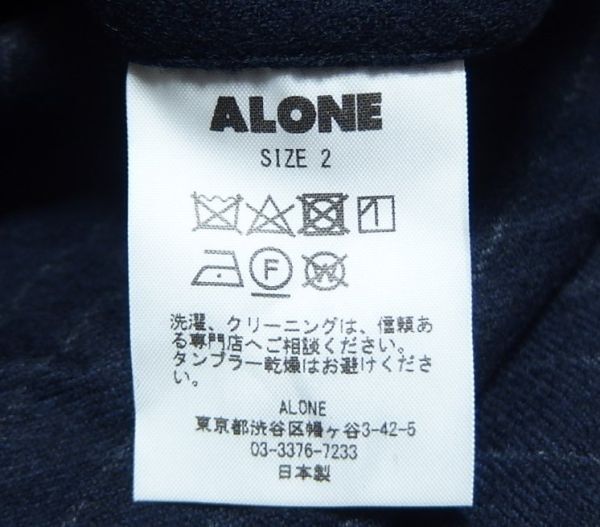 ALONE
SIZE 2
F
W
洗濯、クリーニングは、信頼あ
る専門店へご相談ください。
タンブラー乾燥はお避けください。
ALONE
東京都渋谷区幡ヶ谷3-42-5
03-3376-7233
日本製